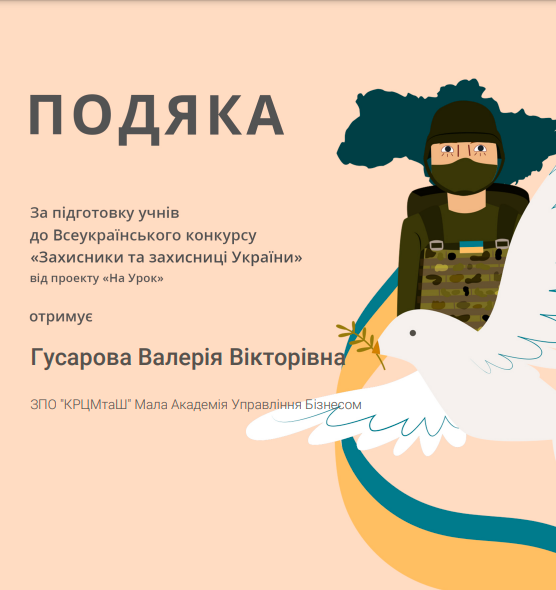 ПОДЯКА
За підготовку учнів
до Всеукраїнського конкурсу
«Захисники та захисниці України»
від проекту «На Урок»
отримує
Гусарова Валерія Вікторівна
ЗПО "КРЦМтаШ" Мала Академія Управління Бізнесом